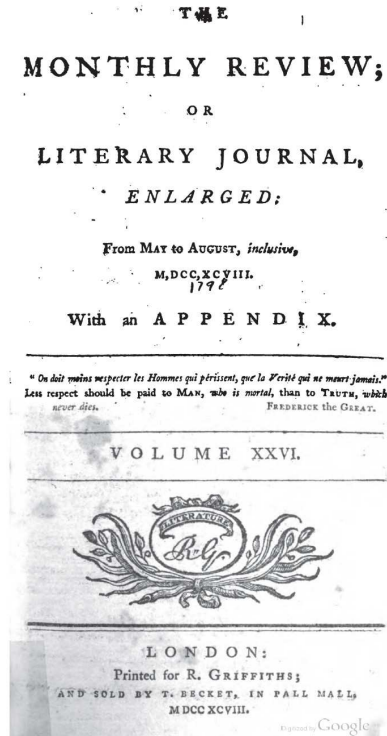 THE
MONTHLY REVIEW;
OR
LITERARY JOURNAL,
ENLARGED:
From MAY to AUGUST, inclusive,
M,DCC,XCVIII.
1798
With an APPENDIX.
“ On doit moins respecter les Hommes qui périssent, que la Verité qui ne meurt jamais.”
LESS respect should be paid to MAN, who is mortal, than to TRUTH, which
never dies. FREDERICK the GREAT.
VOLUME XXVI.
LITERATURE
R G
LONDON:
Printed for R. GRIFFITHS;
AND SOLD BY T. BECKET, IN PALL MALL,
MDCCXCVIII.
Digitized by Google